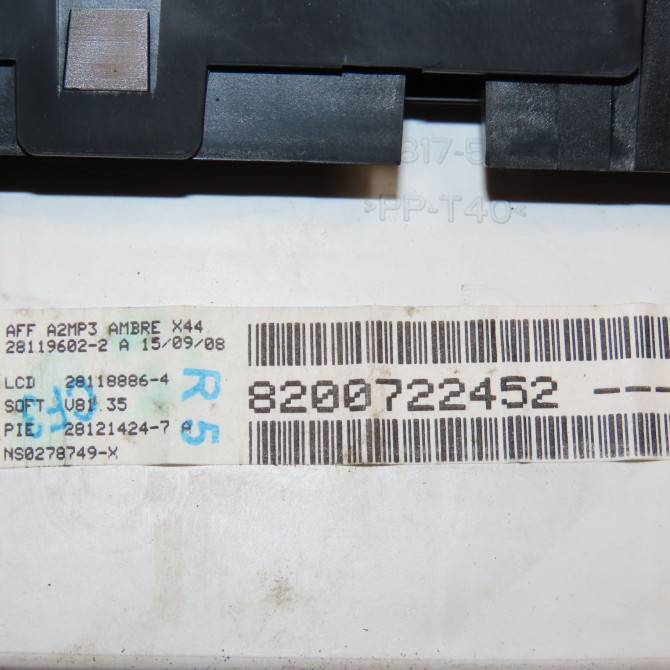 817-5
>PP-T40<
AFF A2MP3 AMBRE X44
28119602-2 A 15/09/08
LCD 28118886-4
SOFT V81.35
PIE 28121424-7 A
NS0278749-X
R5
8200722452 ---